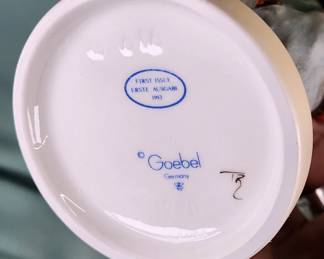 FIRST ISSUE
ERSTE AUSGABE
1993
© Goebel
Germany